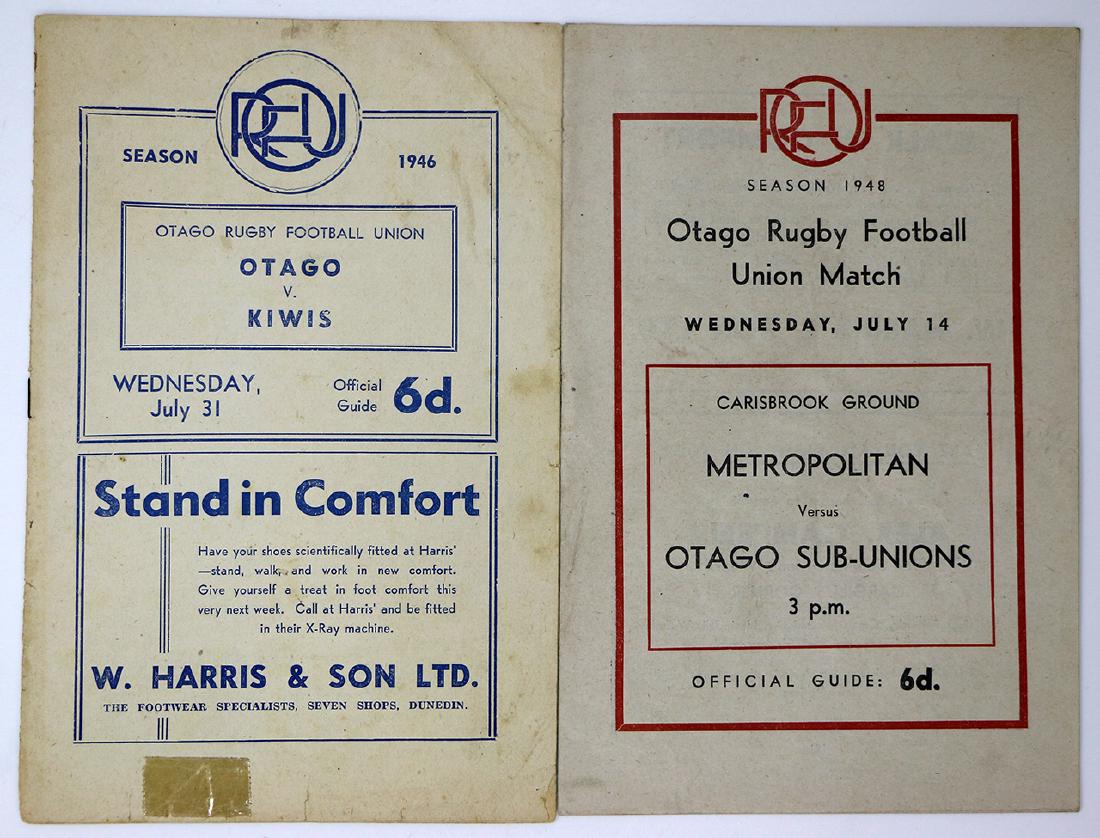 ORFU
SEASON 1946
OTAGO RUGBY FOOTBALL UNION
OTAGO
V.
KIWIS
WEDNESDAY,
July 31
Official
Guide 6d.
Stand in Comfort
Have your shoes scientifically fitted at Harris'
—stand, walk, and work in new comfort.
Give yourself a treat in foot comfort this
very next week. Call at Harris' and be fitted
in their X-Ray machine.
W. HARRIS & SON LTD.
THE FOOTWEAR SPECIALISTS, SEVEN SHOPS, DUNEDIN.
ORFU
SEASON 1948
Otago Rugby Football
Union Match
WEDNESDAY, JULY 14
CARISBROOK GROUND
METROPOLITAN
Versus
OTAGO SUB-UNIONS
3 p.m.
OFFICIAL GUIDE: 6d.